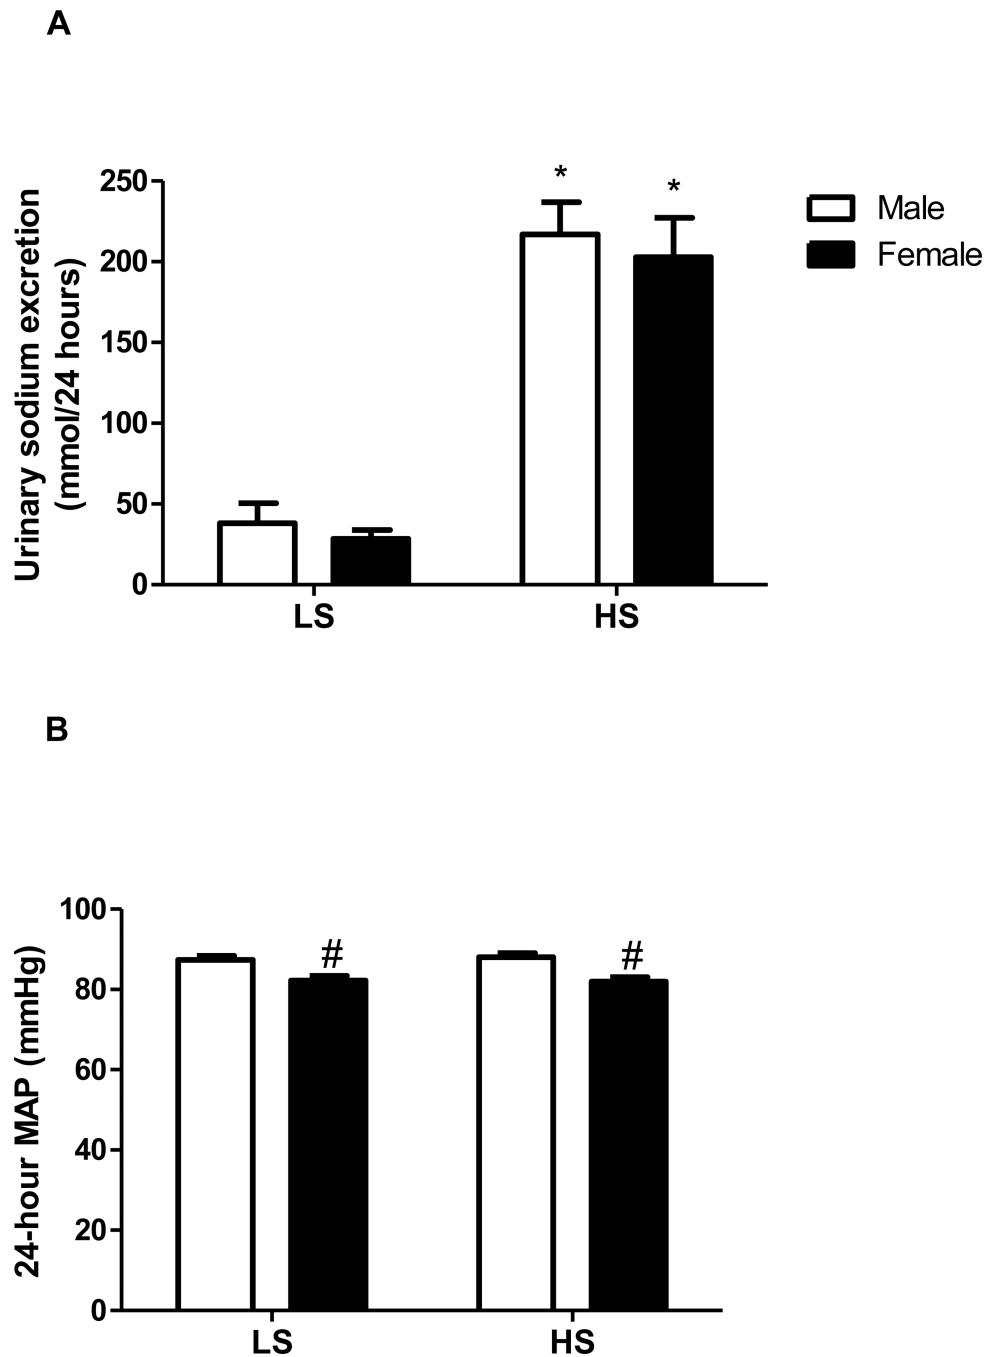 A
Urinary sodium excretion
(mmol/24 hours)
250
200
150
100
50
0
*
*
Male
Female
LS
HS
B
24-hour MAP (mmHg)
100
80
60
40
20
0
#
#
LS
HS